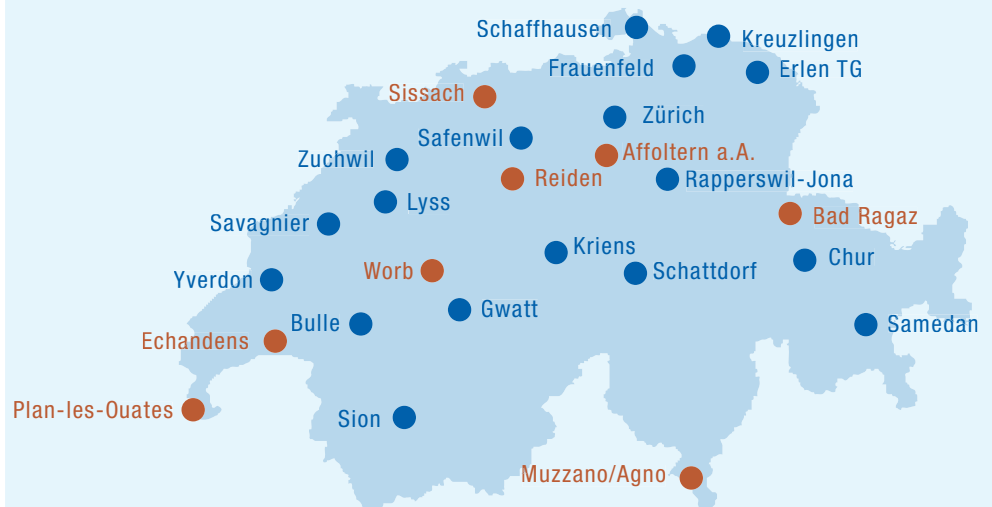 Schaffhausen
Kreuzlingen
Frauenfeld
Erlen TG
Sissach
Zürich
Safenwil
Affoltern a.A.
Zuchwil
Reiden
Rapperswil-Jona
Lyss
Bad Ragaz
Savagnier
Kriens
Chur
Worb
Schattdorf
Yverdon
Gwatt
Bulle
Samedan
Echandens
Plan-les-Ouates
Sion
Muzzano/Agno